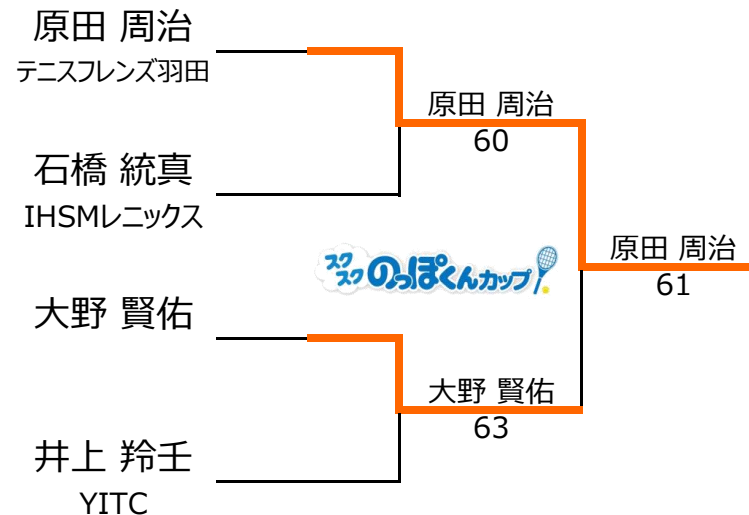 原田 周治
テニスフレンズ羽田
原田 周治
60
石橋 統真
IHSMレニックス
原田 周治
61
スクスク のっぽくんカップ
大野 賢佑
大野 賢佑
63
井上 羚壬
YITC